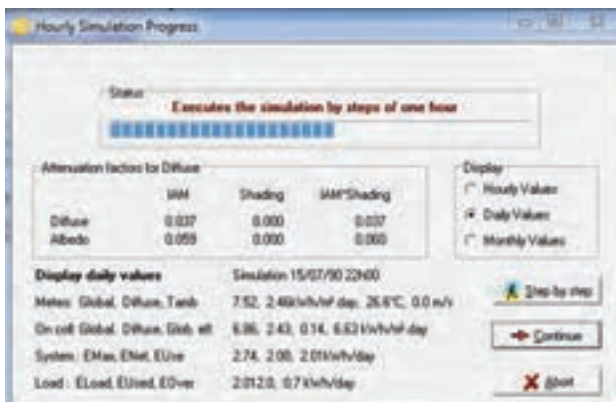 Hourly Simulation Progress
Status
Executes the simulation by steps of one hour
Attenuation factors for Diffuse
IAM Shading IAM*Shading
Diffuse 0.037 0.000 0.037
Albedo 0.059 0.000 0.060
Display
Hourly Values
Daily Values
Monthly Values
Display daily values Simulation 15/07/90 22h00
Meteo: Global, Diffuse, Tamb 7.52, 2.46kWh/m² day, 26.6°C, 0.0 m/s
On coll: Global, Diffuse, Glob. eff. 6.86, 2.43, 0.14, 6.63 kWh/m² day
System : EMax, ENet, EUse 2.74, 2.00, 2.01kWh/day
Load : ELoad, EUsed, EOver 2.012.0, 0.7 kWh/day
Step by step
Continue
Abort